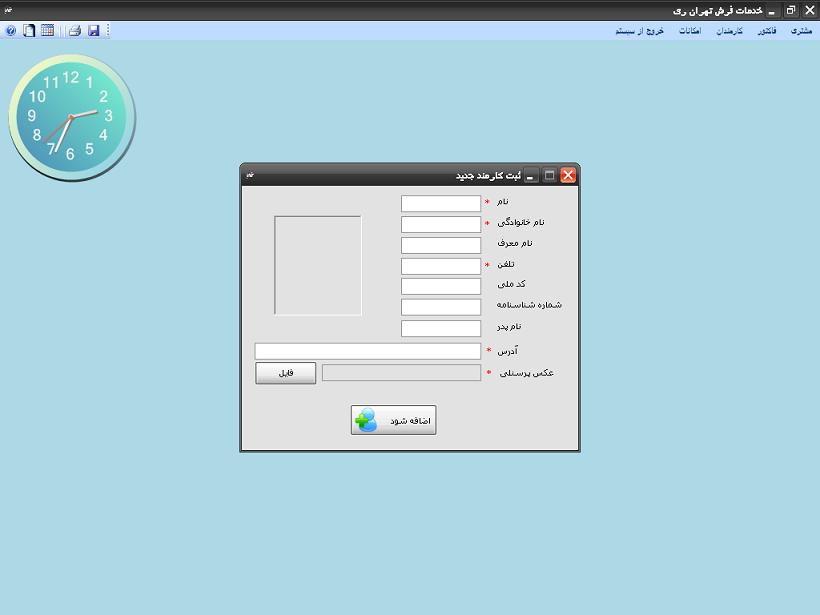 خدمات فرش تهران ری
مشتری فاکتور کارمندان امکانات خروج از سیستم
12
1
2
3
4
5
6
7
8
9
10
11
ثبت کارمند جدید
نام *
نام خانوادگی *
نام معرف
تلفن *
کد ملی
شماره شناسنامه
نام پدر
آدرس *
عکس پرسنلی *
فایل
اضافه شود